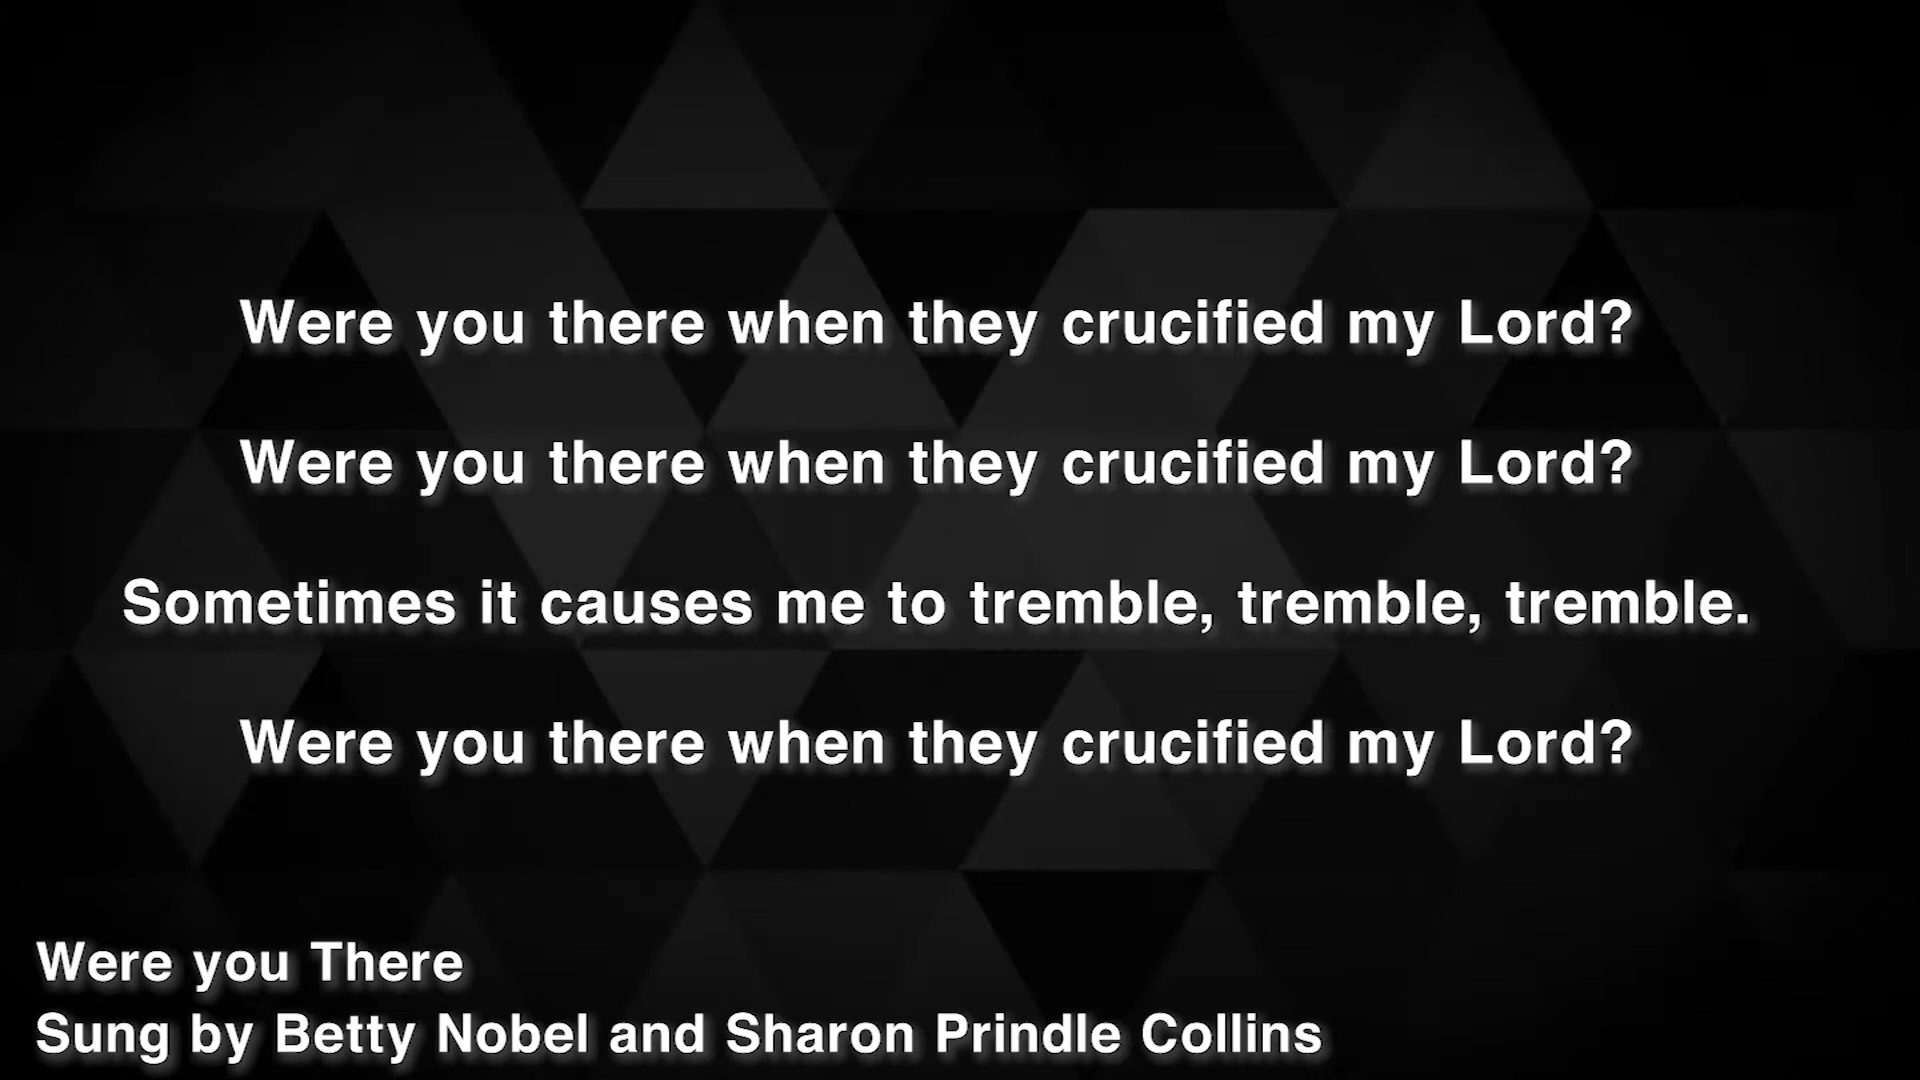 Were you there when they crucified my Lord?
Were you there when they crucified my Lord?
Sometimes it causes me to tremble, tremble, tremble.
Were you there when they crucified my Lord?
Were you There
Sung by Betty Nobel and Sharon Prindle Collins